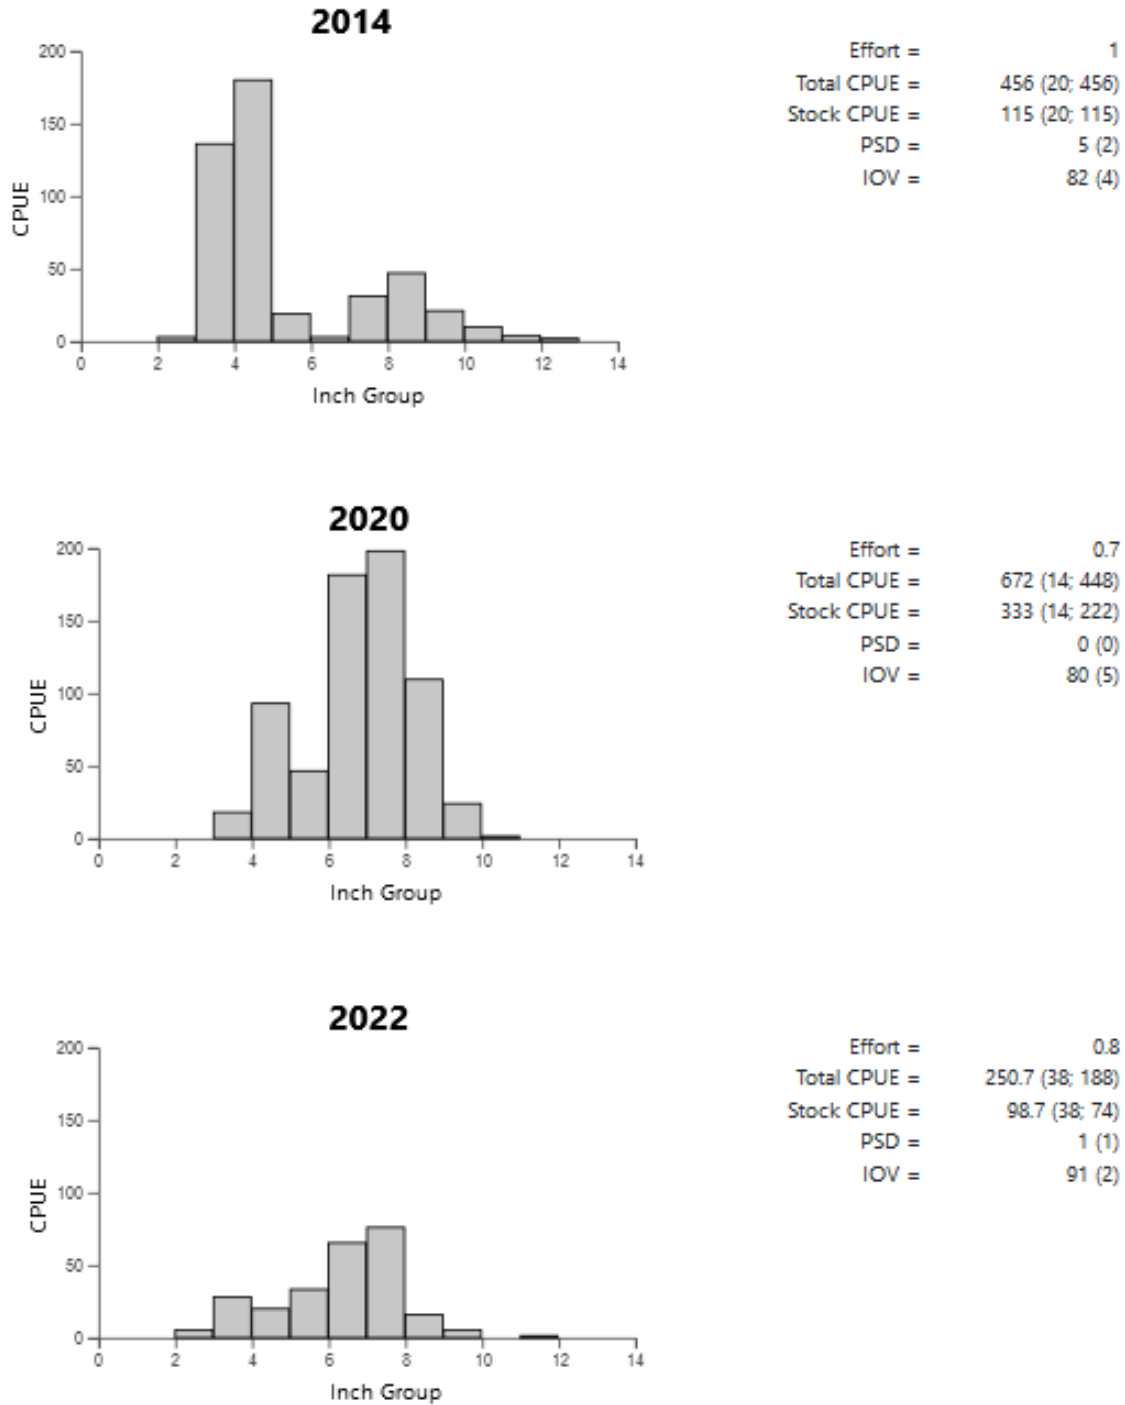 2014
Effort = 1
Total CPUE = 456 (20; 456)
Stock CPUE = 115 (20; 115)
PSD = 5 (2)
IOV = 82 (4)
200
150
100
50
0
CPUE
0 2 4 6 8 10 12 14
Inch Group
2020
Effort = 0.7
Total CPUE = 672 (14; 448)
Stock CPUE = 333 (14; 222)
PSD = 0 (0)
IOV = 80 (5)
200
150
100
50
0
CPUE
0 2 4 6 8 10 12 14
Inch Group
2022
Effort = 0.8
Total CPUE = 250.7 (38; 188)
Stock CPUE = 98.7 (38; 74)
PSD = 1 (1)
IOV = 91 (2)
200
150
100
50
0
CPUE
0 2 4 6 8 10 12 14
Inch Group